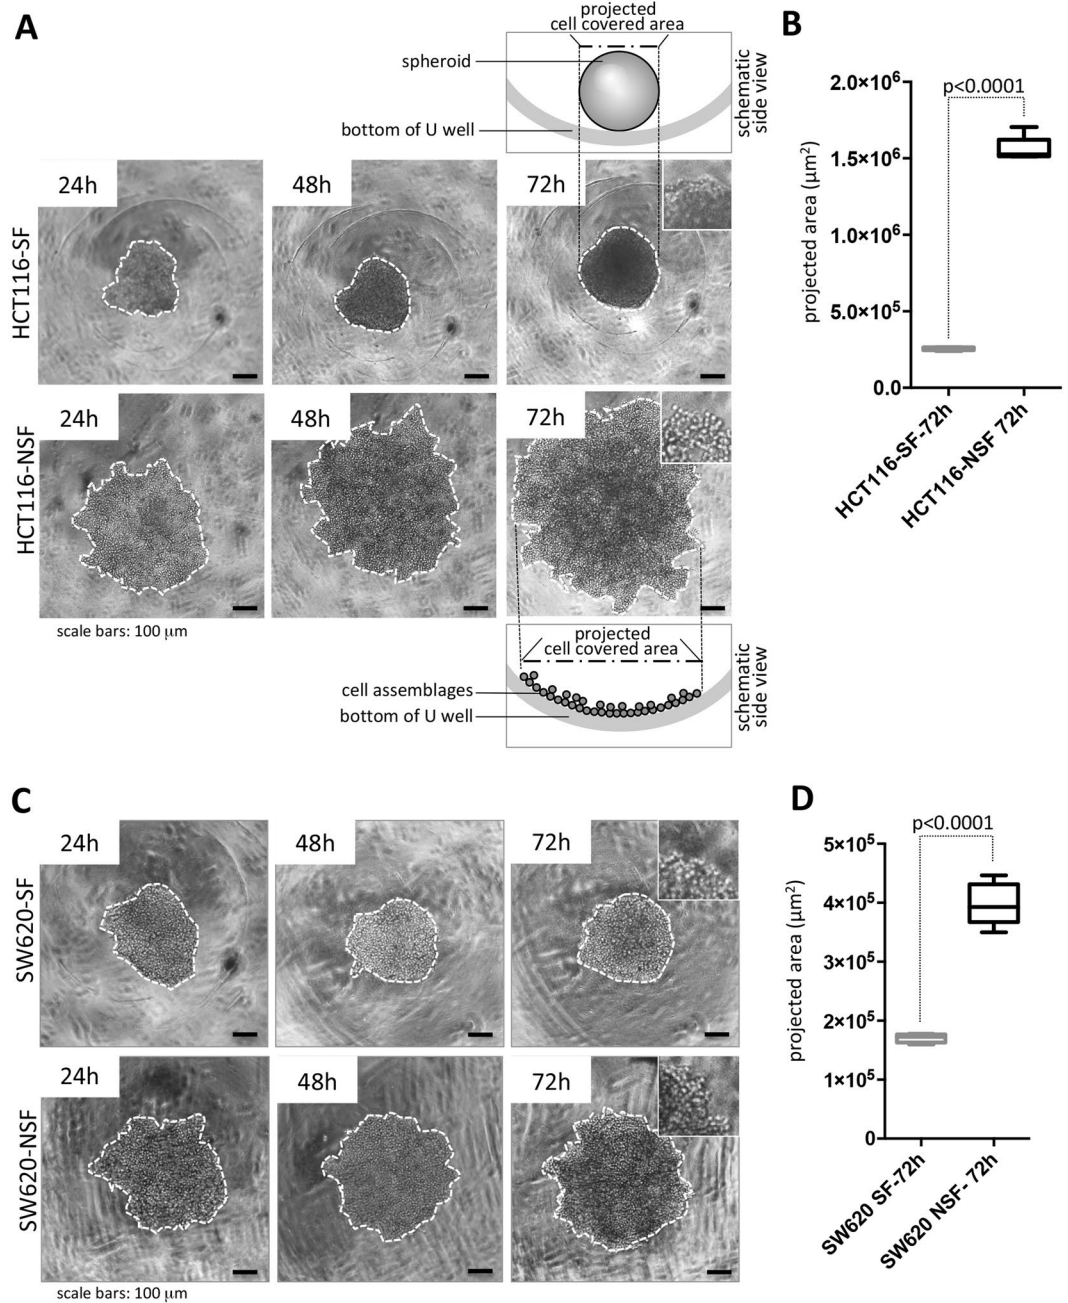 A
projected
cell covered area
spheroid
bottom of U well
schematic
side view
HCT116-SF
24h
48h
72h
HCT116-NSF
24h
48h
72h
scale bars: 100 µm
projected
cell covered area
cell assemblages
bottom of U well
schematic
side view
B
p<0.0001
projected area (µm²)
2.0×10⁶
1.5×10⁶
1.0×10⁶
5.0×10⁵
0.0
HCT116-SF-72h
HCT116-NSF 72h
C
SW620-SF
24h
48h
72h
SW620-NSF
24h
48h
72h
scale bars: 100 µm
D
p<0.0001
projected area (µm²)
5×10⁵
4×10⁵
3×10⁵
2×10⁵
1×10⁵
0
SW620 SF-72h
SW620 NSF- 72h